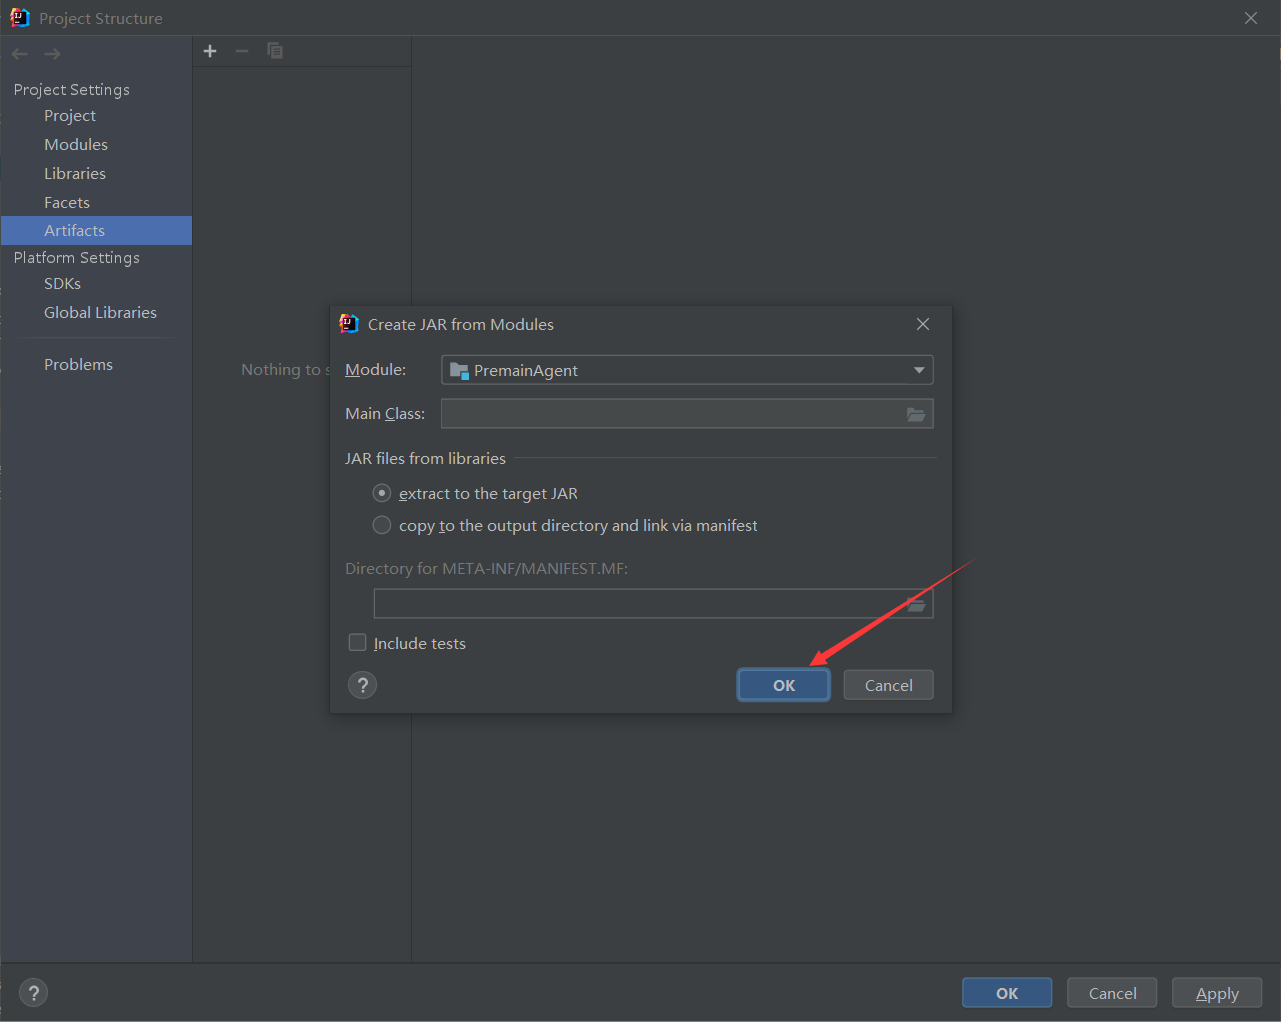 Project Structure
Project Settings
Project
Modules
Libraries
Facets
Artifacts
Platform Settings
SDKs
Global Libraries
Problems
Nothing to s
Create JAR from Modules
Module: PremainAgent
Main Class:
JAR files from libraries
extract to the target JAR
copy to the output directory and link via manifest
Directory for META-INF/MANIFEST.MF:
Include tests
? OK Cancel
? OK Cancel Apply